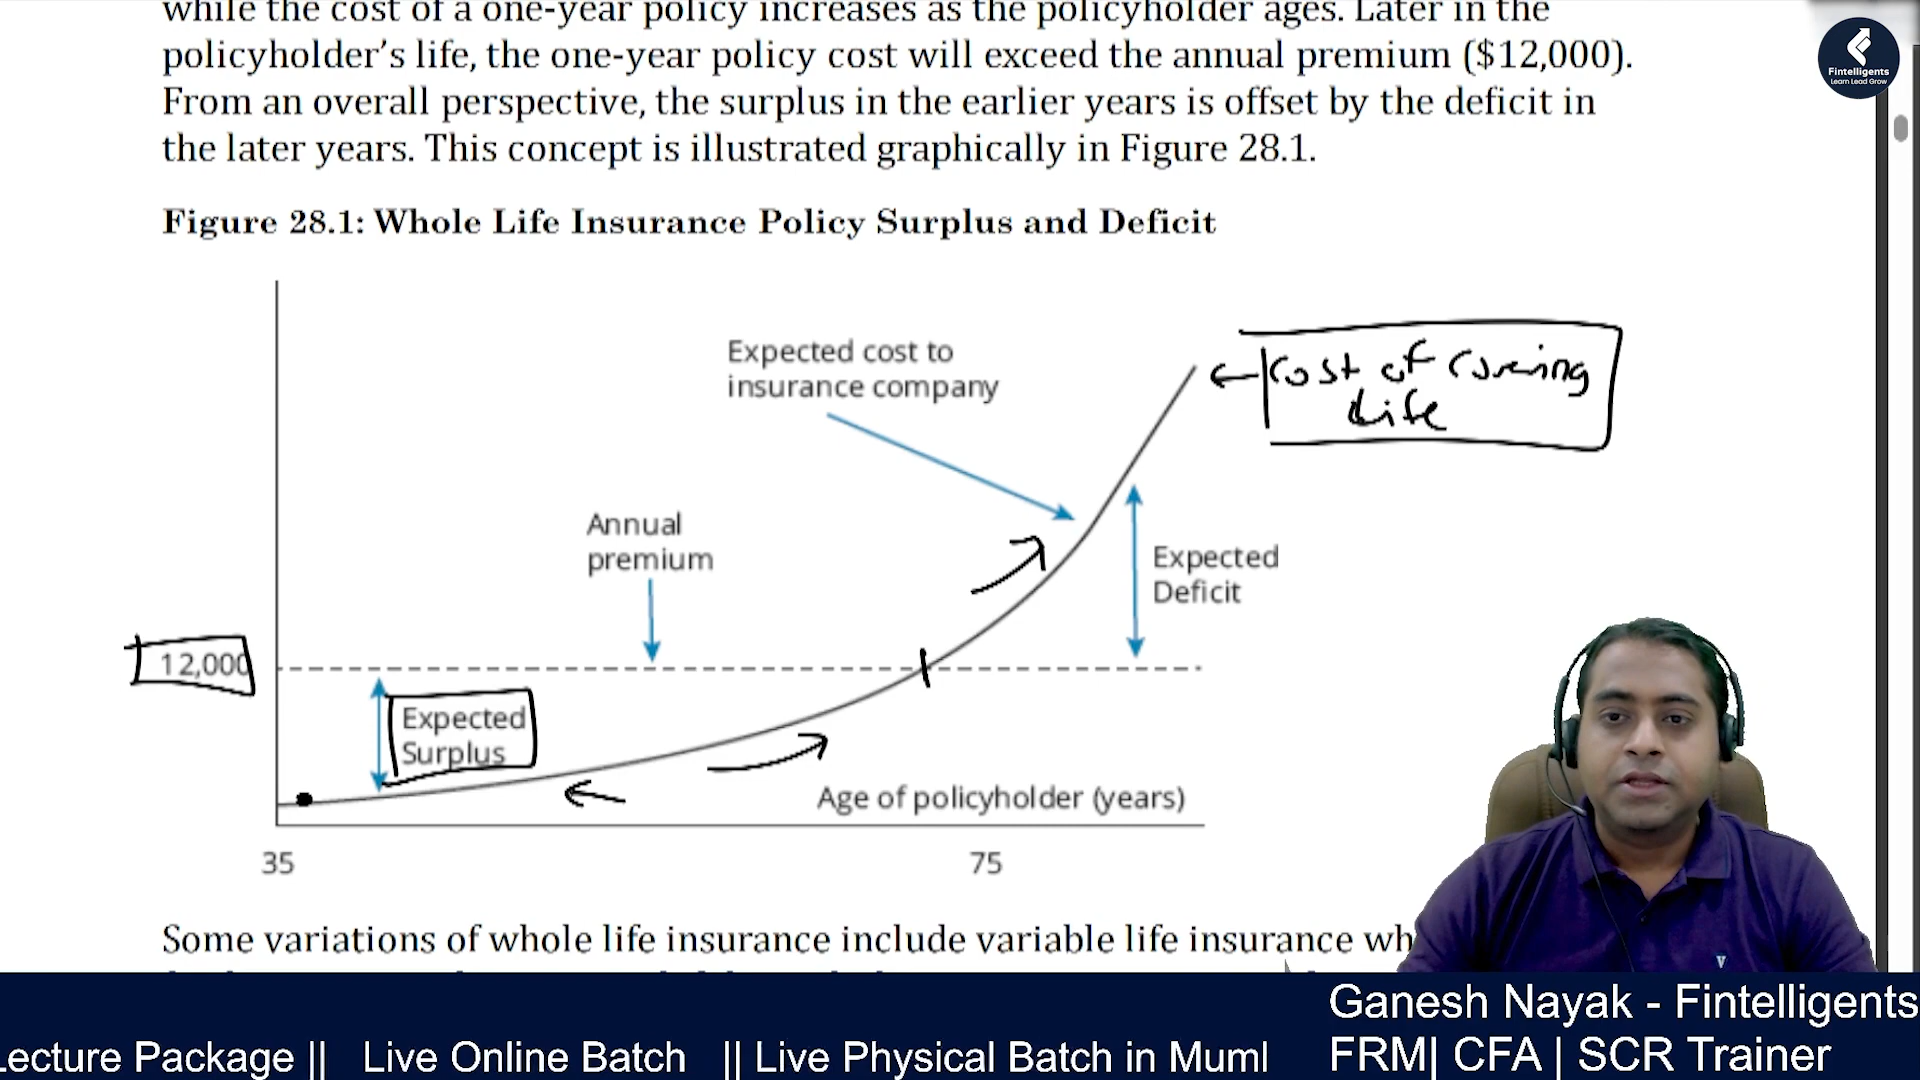 while the cost of a one-year policy increases as the policyholder ages. Later in the
policyholder’s life, the one-year policy cost will exceed the annual premium ($12,000).
From an overall perspective, the surplus in the earlier years is offset by the deficit in
the later years. This concept is illustrated graphically in Figure 28.1.
Fintelligents
Learn Lead Grow
Figure 28.1: Whole Life Insurance Policy Surplus and Deficit
Expected cost to
insurance company
Cost of Covering
Life
Annual
premium
Expected
Deficit
12,000
Expected
Surplus
Age of policyholder (years)
35
75
Some variations of whole life insurance include variable life insurance wh
Ganesh Nayak - Fintelligents
FRM| CFA | SCR Trainer
Lecture Package || Live Online Batch || Live Physical Batch in Mum